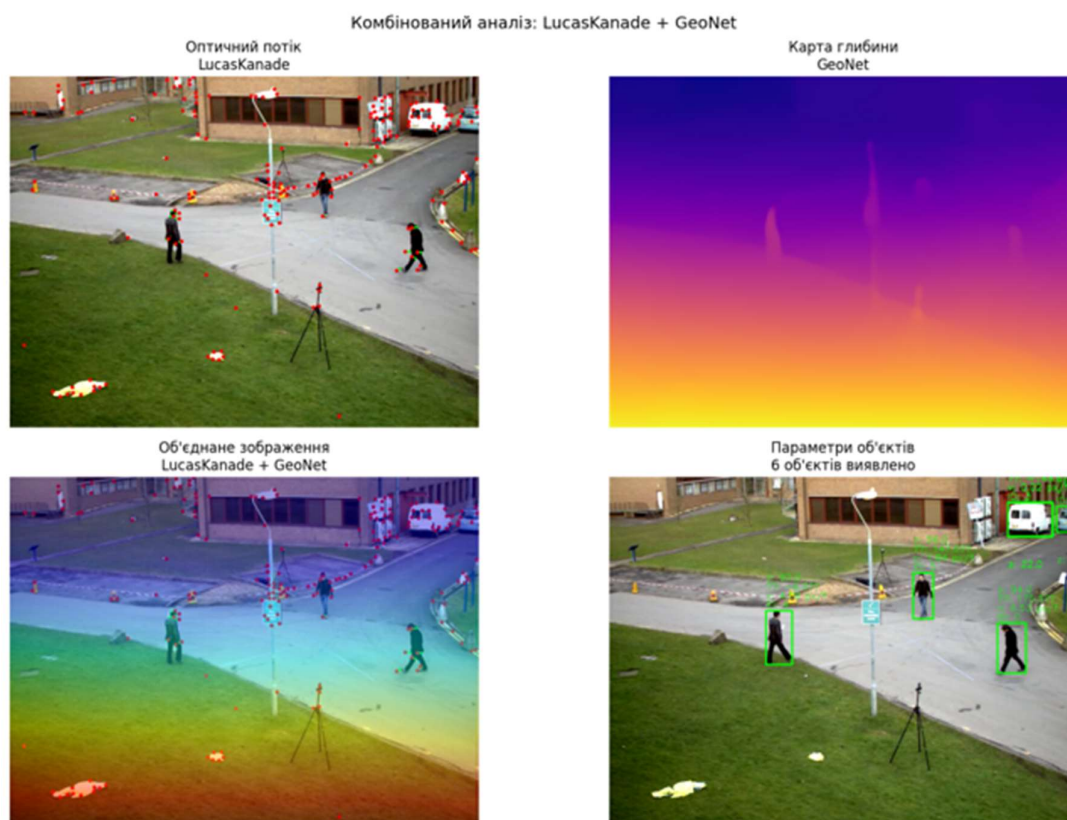 Комбінований аналіз: LucasKanade + GeoNet
Оптичний потік
LucasKanade
Карта глибини
GeoNet
Об'єднане зображення
LucasKanade + GeoNet
Параметри об'єктів
6 об'єктів виявлено